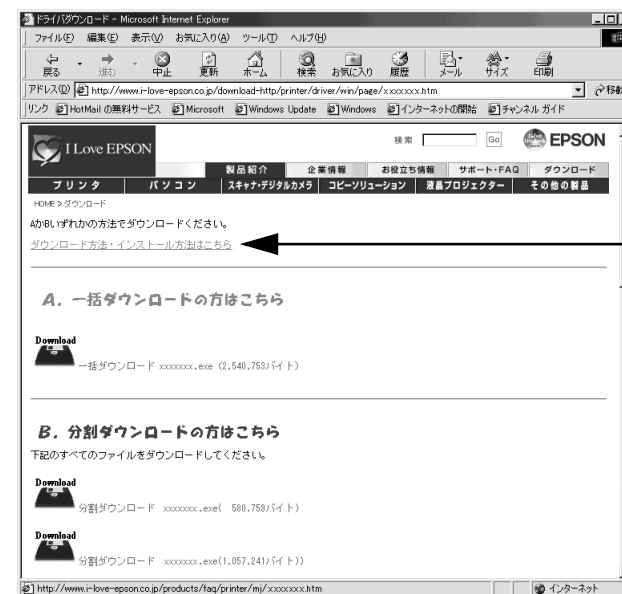 ドライバダウンロード - Microsoft Internet Explorer
ファイル(F) 編集(E) 表示(V) お気に入り(A) ツール(T) ヘルプ(H)
戻る 進む 中止 更新 ホーム 検索 お気に入り 履歴 メール サイズ 印刷
アドレス(D) http://www.i-love-epson.co.jp/download-http/printer/driver/win/page/xxxxxxx.htm 移動
リンク HotMail の無料サービス Microsoft Windows Update Windows インターネットの開始 チャンネル ガイド
I Love EPSON 検索 Go EPSON
製品紹介 企業情報 お役立ち情報 サポート・FAQ ダウンロード
プリンタ パソコン スキャナ・デジタルカメラ コピーソリューション 液晶プロジェクター その他の製品
HOME > ダウンロード
AかBいずれかの方法でダウンロードください。
ダウンロード方法・インストール方法はこちら
A. 一括ダウンロードの方はこちら
Download
一括ダウンロード xxxxxxx.exe (2,540,753バイト)
B. 分割ダウンロードの方はこちら
下記のすべてのファイルをダウンロードしてください。
Download
分割ダウンロード xxxxxxx.exe( 580,759バイト)
Download
分割ダウンロード xxxxxxx.exe(1,057,241バイト))
http://www.i-love-epson.co.jp/products/faq/printer/mj/xxxxxxx.htm インターネット